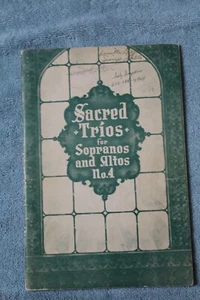 Sacred
Trios
for
Sopranos
and Altos
No. 4